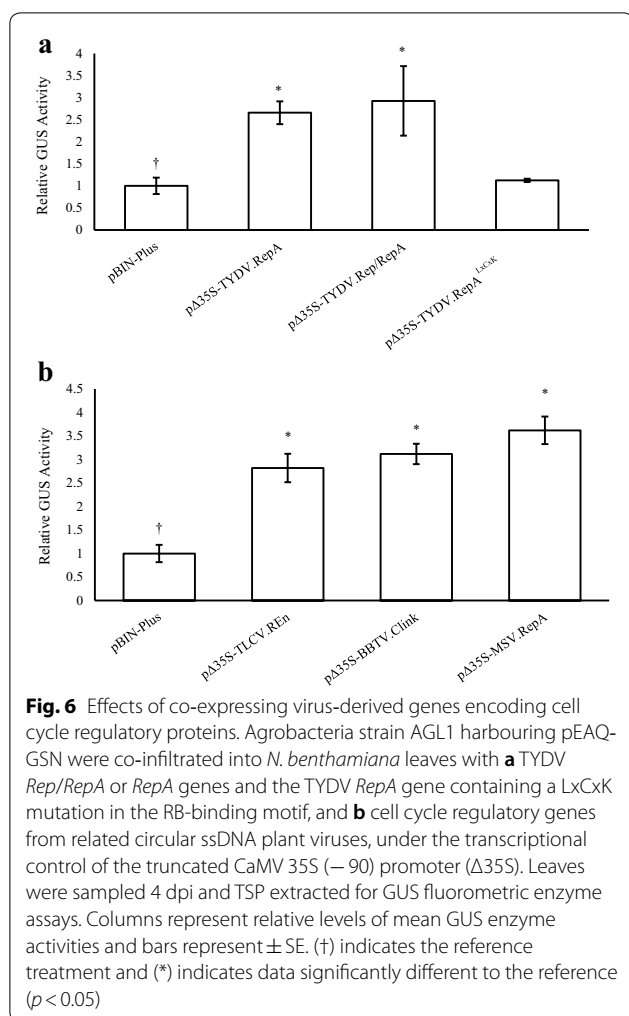 a
Relative GUS Activity
4
3.5
3
2.5
2
1.5
1
0.5
0
†
*
*
pBIN-Plus
pΔ35S-TYDV.RepA
pΔ35S-TYDV.Rep/RepA
pΔ35S-TYDV.RepA LxCxK
b
Relative GUS Activity
4.5
4
3.5
3
2.5
2
1.5
1
0.5
0
†
*
*
*
pBIN-Plus
pΔ35S-TLCV.REn
pΔ35S-BBTV.Clink
pΔ35S-MSV.RepA
Fig. 6 Effects of co-expressing virus-derived genes encoding cell
cycle regulatory proteins. Agrobacteria strain AGL1 harbouring pEAQ-
GSN were co-infiltrated into N. benthamiana leaves with a TYDV
Rep/RepA or RepA genes and the TYDV RepA gene containing a LxCxK
mutation in the RB-binding motif, and b cell cycle regulatory genes
from related circular ssDNA plant viruses, under the transcriptional
control of the truncated CaMV 35S (− 90) promoter (Δ35S). Leaves
were sampled 4 dpi and TSP extracted for GUS fluorometric enzyme
assays. Columns represent relative levels of mean GUS enzyme
activities and bars represent ± SE. (†) indicates the reference
treatment and (*) indicates data significantly different to the reference
(p < 0.05)